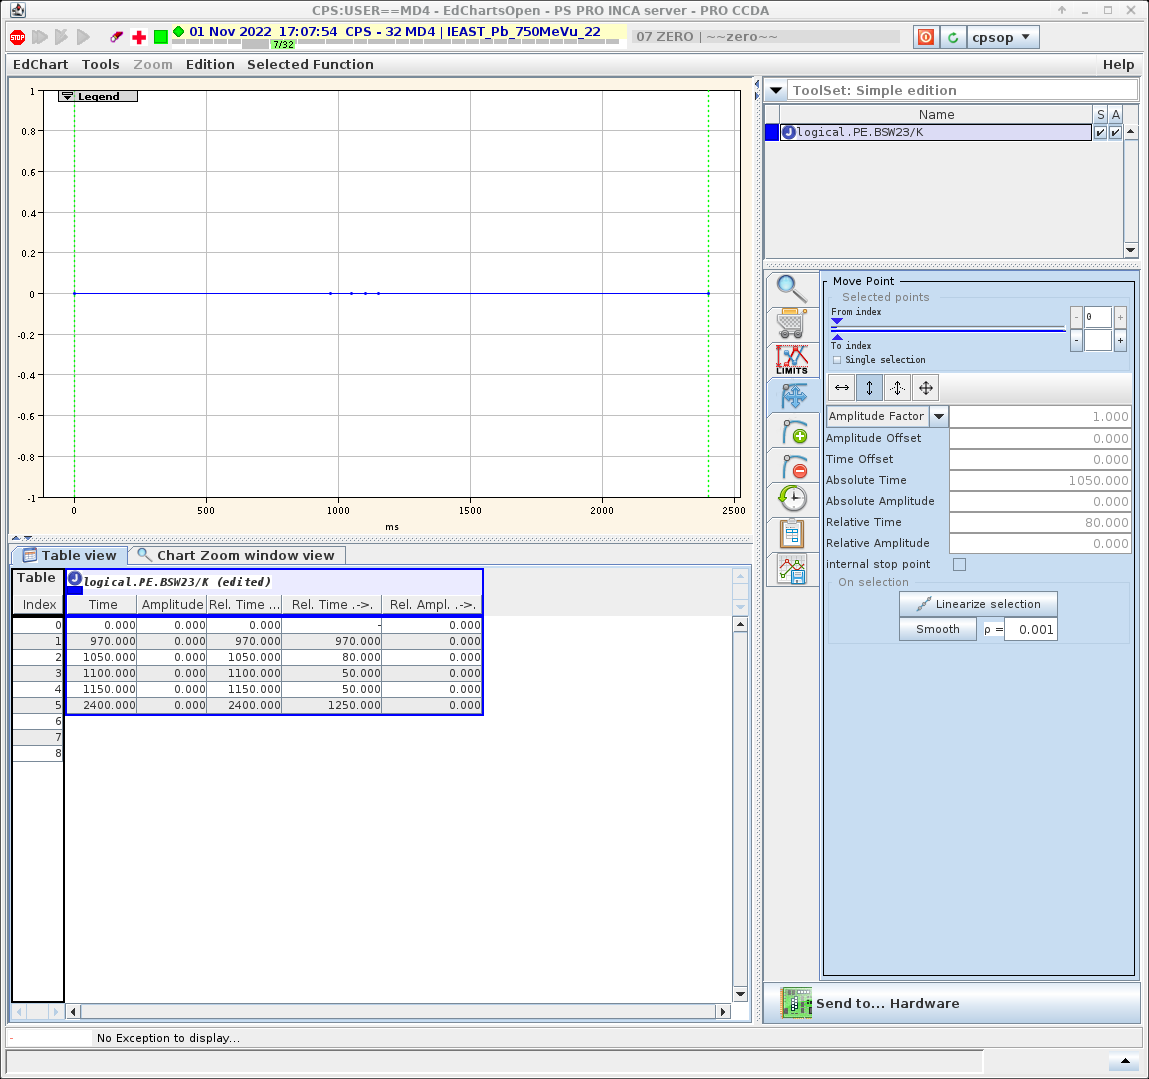 CPS:USER==MD4 - EdChartsOpen - PS PRO INCA server - PRO CCDA
STOP
01 Nov 2022 17:07:54 CPS - 32 MD4 | IEAST_Pb_750MeVu_22
7/32
07 ZERO | ~~zero~~
cpsop
EdChart Tools Zoom Edition Selected Function Help
Legend
1
0.8
0.6
0.4
0.2
0
-0.2
-0.4
-0.6
-0.8
-1
0 500 1000 1500 2000 2500
ms
ToolSet: Simple edition
Name S A
logical.PE.BSW23/K
LIMITS
Move Point
Selected points
From index
- 0 +
To index
- +
Single selection
Amplitude Factor 1.000
Amplitude Offset 0.000
Time Offset 0.000
Absolute Time 1050.000
Absolute Amplitude 0.000
Relative Time 80.000
Relative Amplitude 0.000
internal stop point
On selection
Linearize selection
Smooth ρ = 0.001
Table view Chart Zoom window view
Table logical.PE.BSW23/K (edited)
Index Time Amplitude Rel. Time ... Rel. Time .->. Rel. Ampl. .->.
0 0.000 0.000 0.000 - 0.000
1 970.000 0.000 970.000 970.000 0.000
2 1050.000 0.000 1050.000 80.000 0.000
3 1100.000 0.000 1100.000 50.000 0.000
4 1150.000 0.000 1150.000 50.000 0.000
5 2400.000 0.000 2400.000 1250.000 0.000
6
7
8
Send to... Hardware
- No Exception to display...